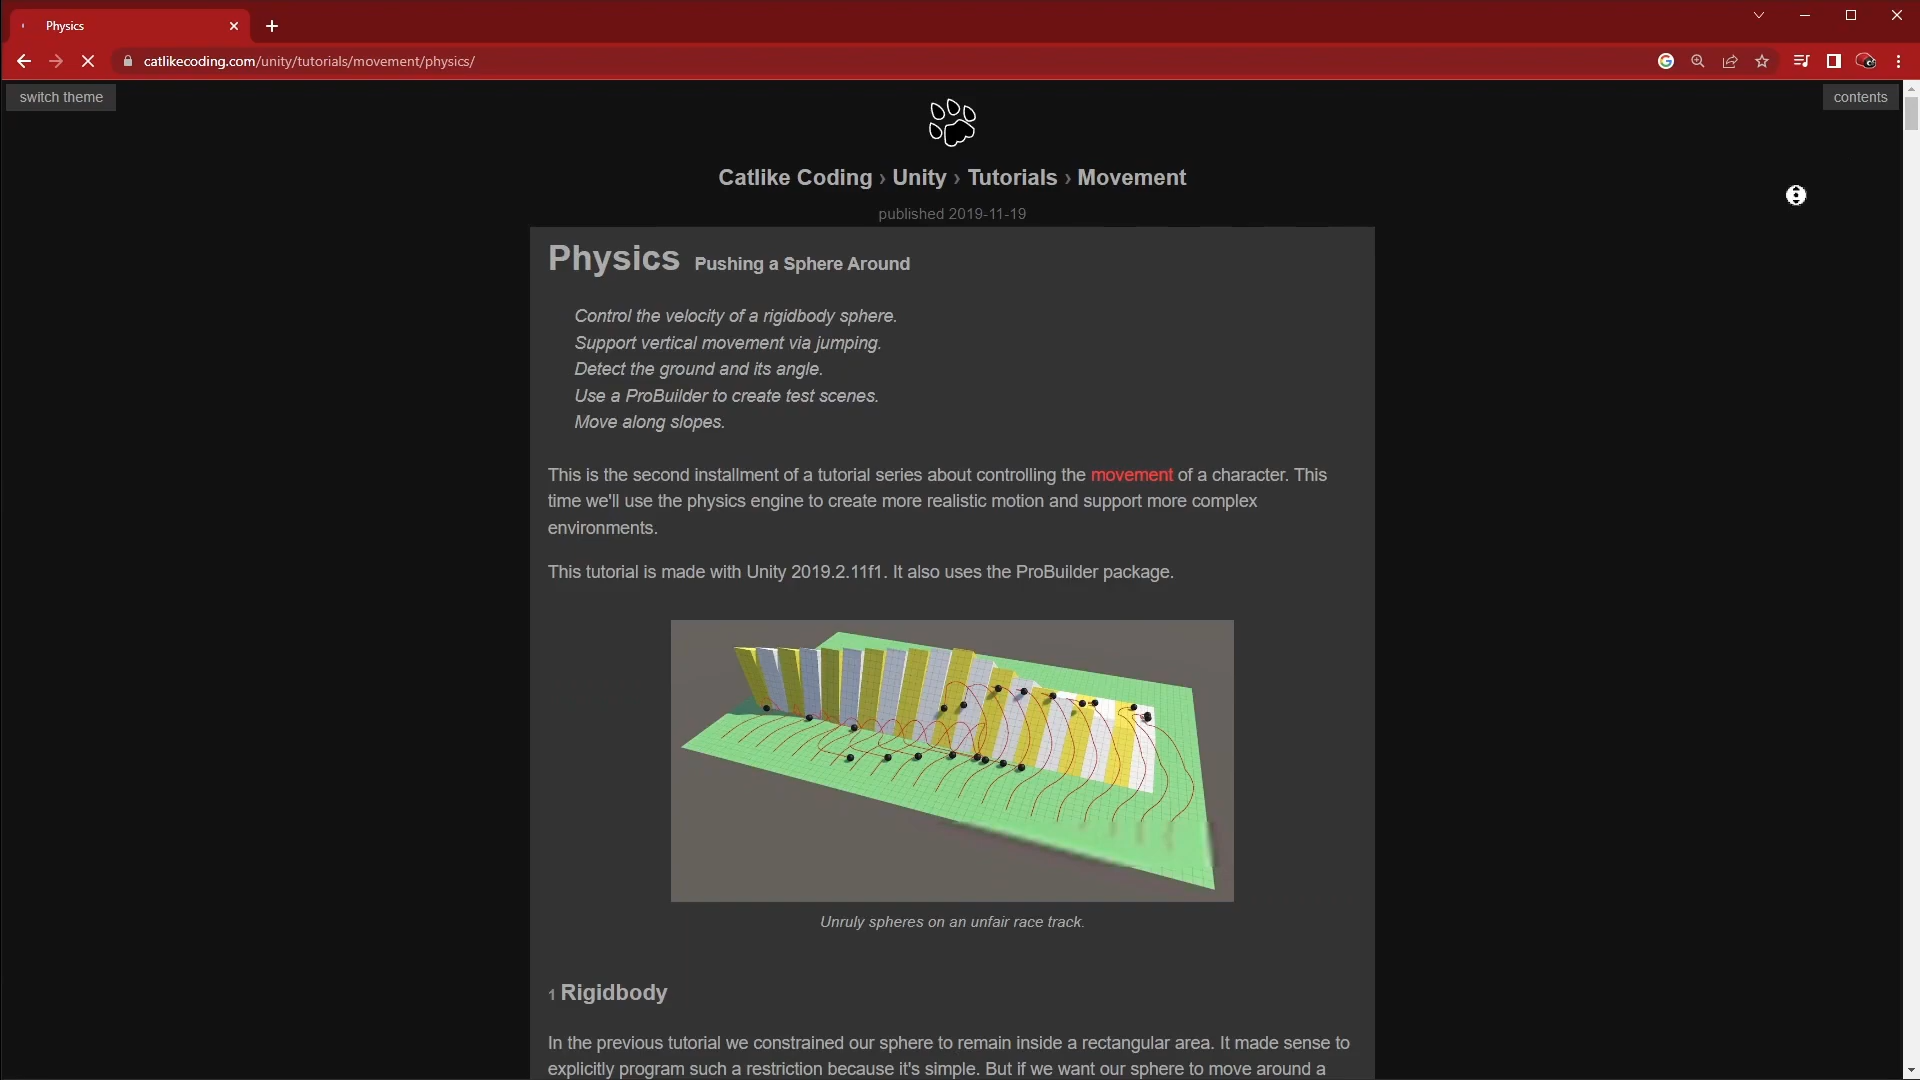 Physics
catlikecoding.com/unity/tutorials/movement/physics/
switch theme
contents
Catlike Coding › Unity › Tutorials › Movement
published 2019-11-19
Physics Pushing a Sphere Around
Control the velocity of a rigidbody sphere.
Support vertical movement via jumping.
Detect the ground and its angle.
Use a ProBuilder to create test scenes.
Move along slopes.
This is the second installment of a tutorial series about controlling the movement of a character. This
time we'll use the physics engine to create more realistic motion and support more complex
environments.
This tutorial is made with Unity 2019.2.11f1. It also uses the ProBuilder package.
Unruly spheres on an unfair race track.
1 Rigidbody
In the previous tutorial we constrained our sphere to remain inside a rectangular area. It made sense to
explicitly program such a restriction because it's simple. But if we want our sphere to move around a